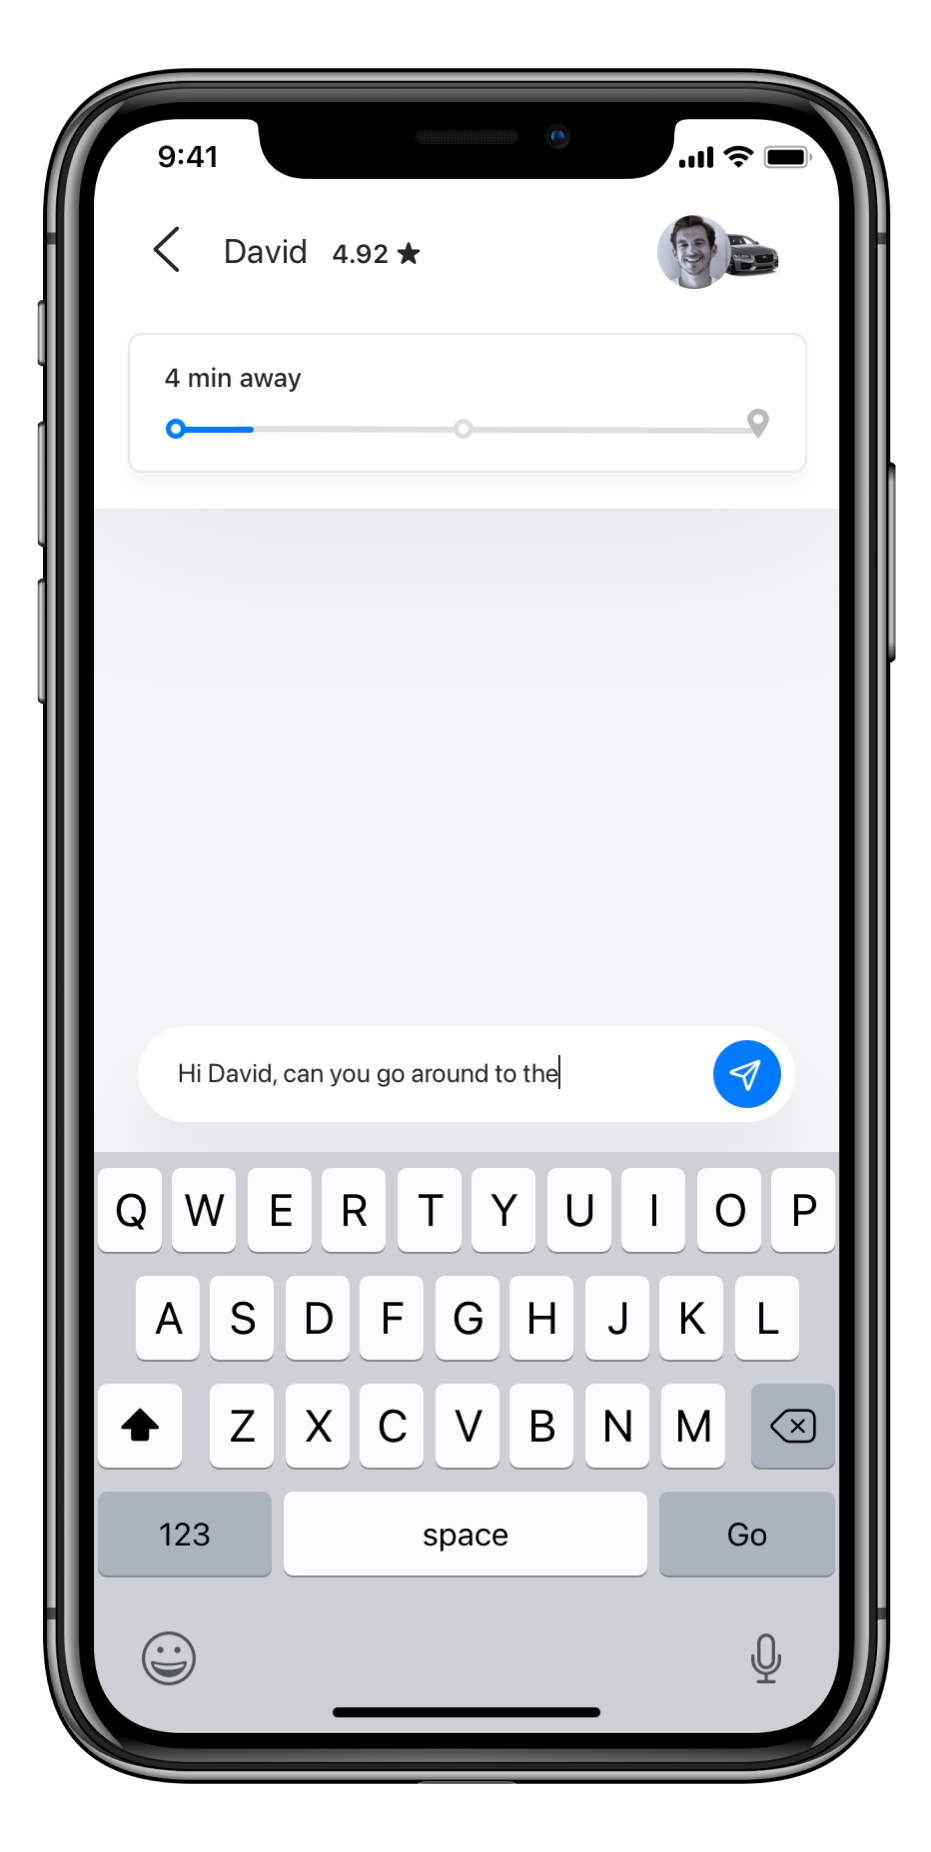 9:41
David 4.92 ★
4 min away
Hi David, can you go around to the
Q W E R T Y U I O P
A S D F G H J K L
Z X C V B N M
123 space Go